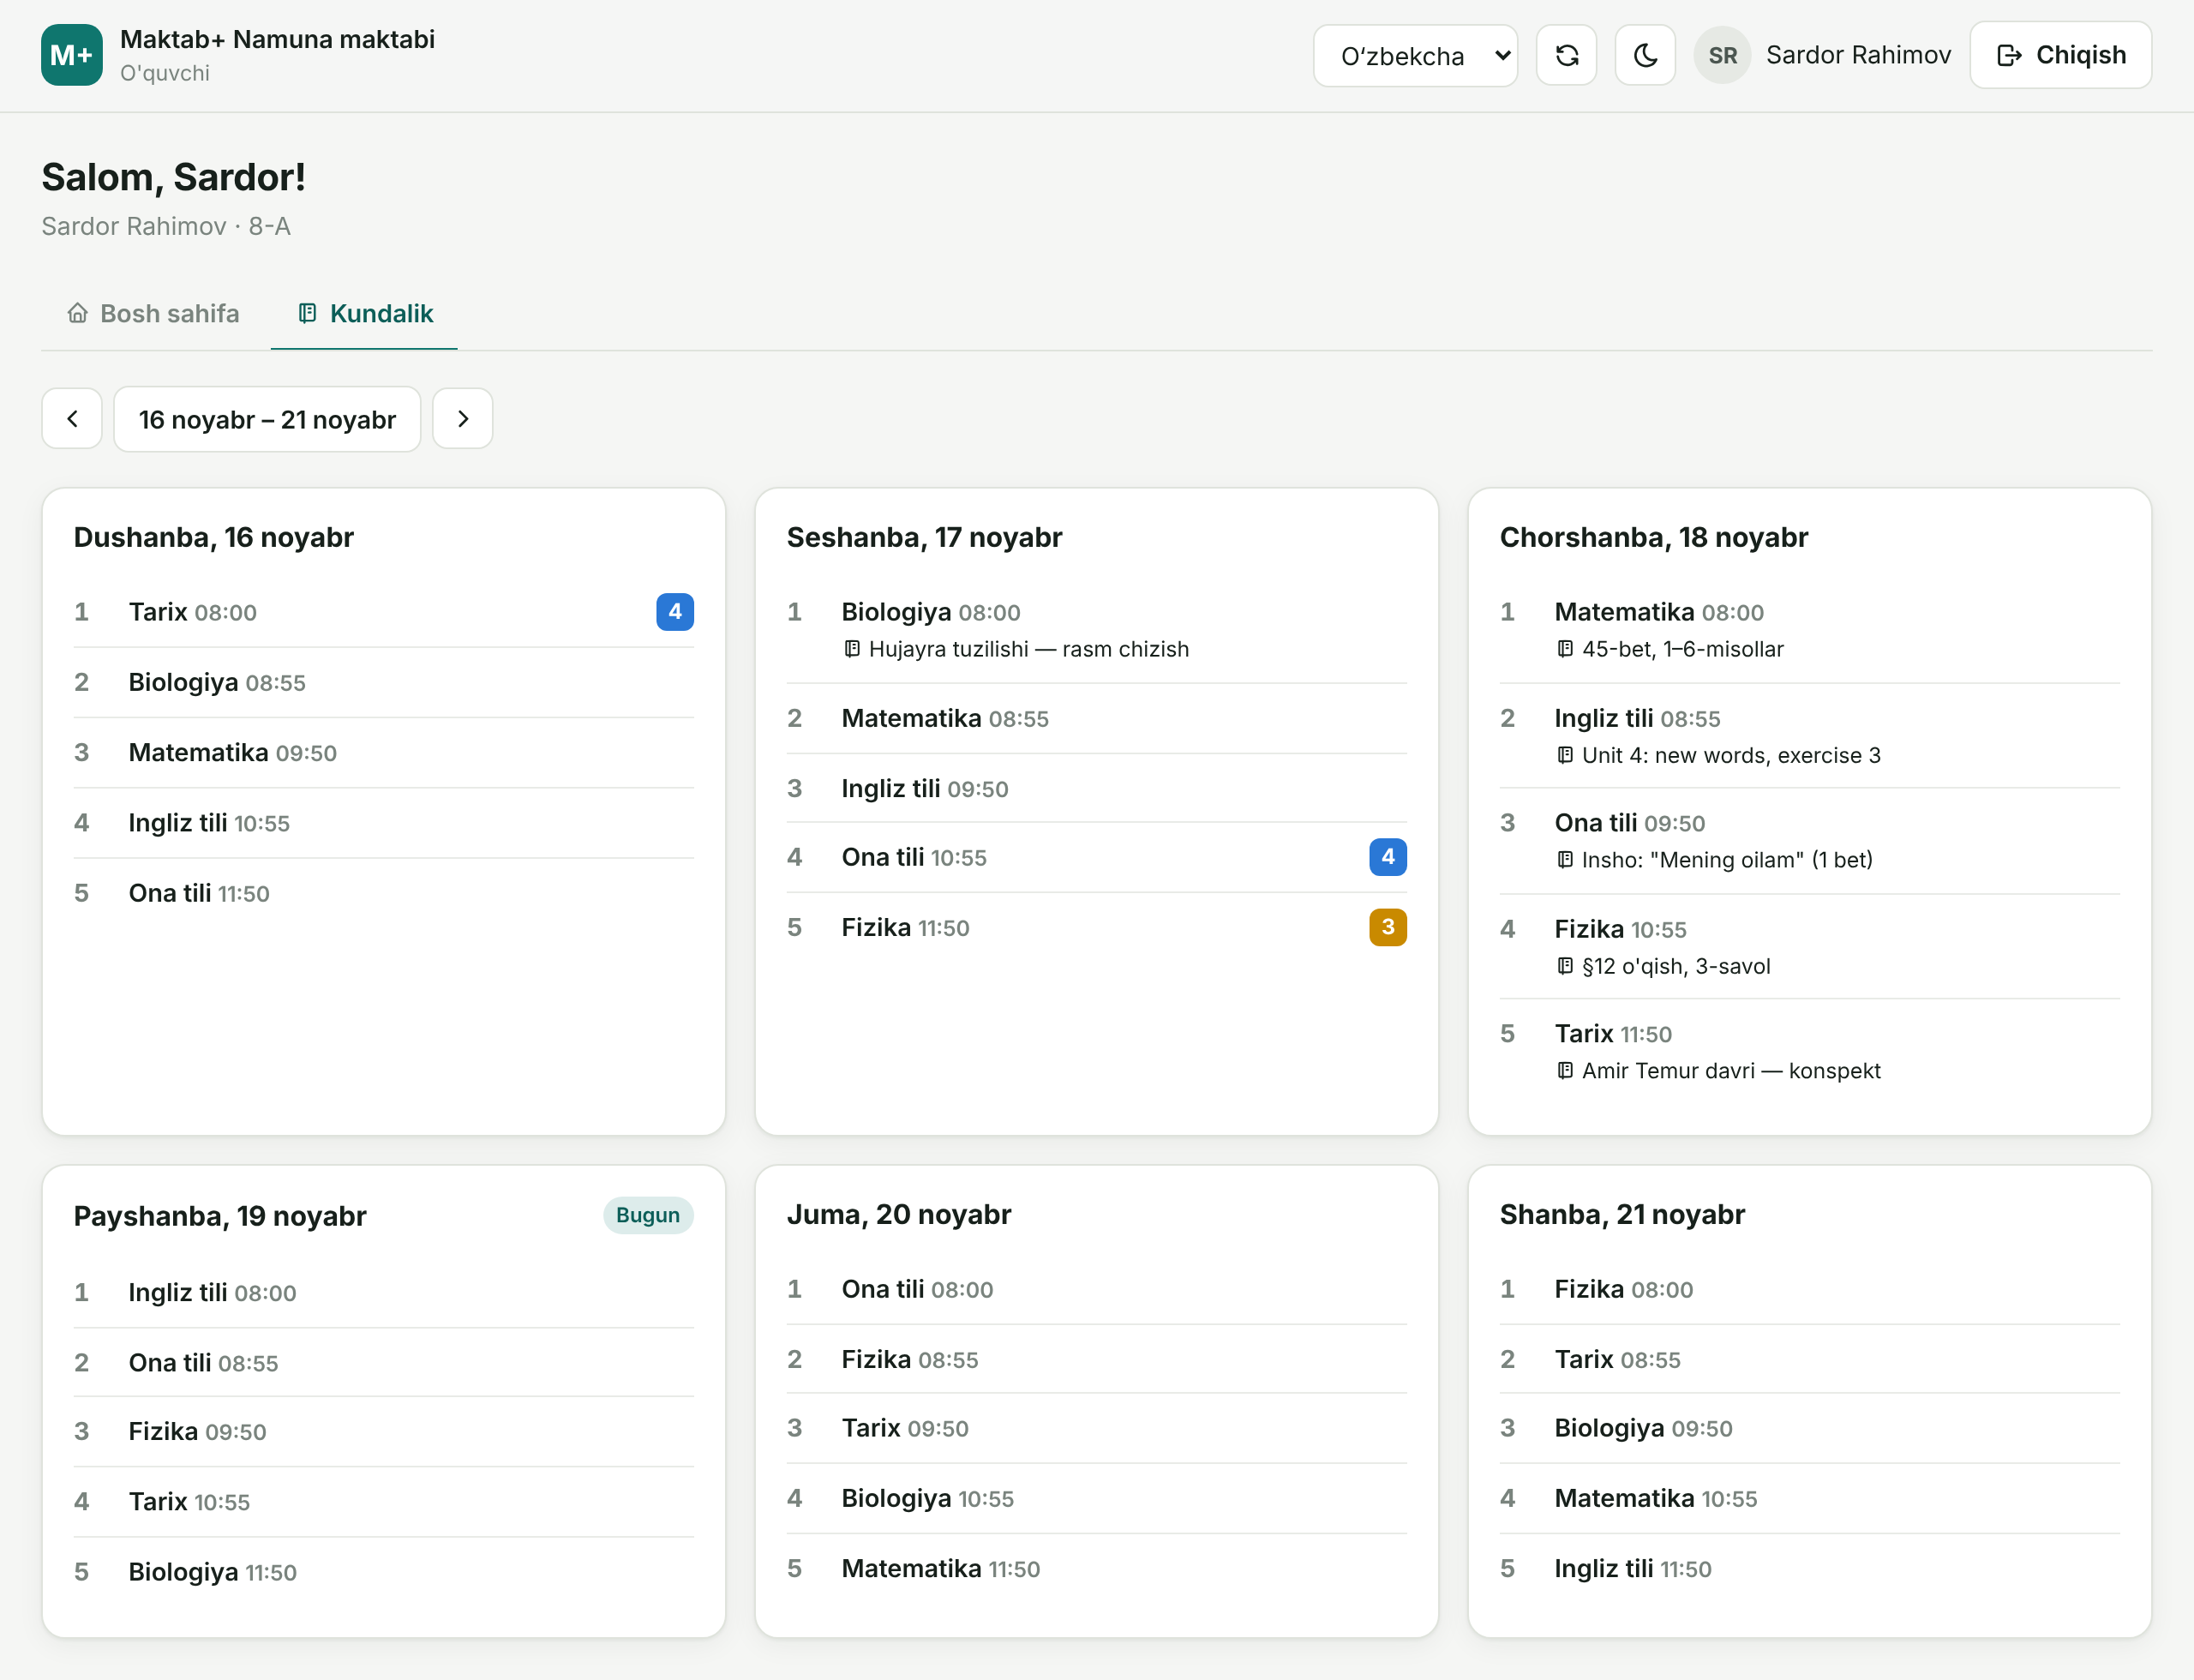 M+
Maktab+ Namuna maktabi
O'quvchi
Oʻzbekcha
SR
Sardor Rahimov
Chiqish
Salom, Sardor!
Sardor Rahimov · 8-A
Bosh sahifa
Kundalik
16 noyabr – 21 noyabr
Dushanba, 16 noyabr
1 Tarix 08:00 4
2 Biologiya 08:55
3 Matematika 09:50
4 Ingliz tili 10:55
5 Ona tili 11:50
Seshanba, 17 noyabr
1 Biologiya 08:00
Hujayra tuzilishi — rasm chizish
2 Matematika 08:55
3 Ingliz tili 09:50
4 Ona tili 10:55 4
5 Fizika 11:50 3
Chorshanba, 18 noyabr
1 Matematika 08:00
45-bet, 1–6-misollar
2 Ingliz tili 08:55
Unit 4: new words, exercise 3
3 Ona tili 09:50
Insho: "Mening oilam" (1 bet)
4 Fizika 10:55
§12 o'qish, 3-savol
5 Tarix 11:50
Amir Temur davri — konspekt
Payshanba, 19 noyabr
Bugun
1 Ingliz tili 08:00
2 Ona tili 08:55
3 Fizika 09:50
4 Tarix 10:55
5 Biologiya 11:50
Juma, 20 noyabr
1 Ona tili 08:00
2 Fizika 08:55
3 Tarix 09:50
4 Biologiya 10:55
5 Matematika 11:50
Shanba, 21 noyabr
1 Fizika 08:00
2 Tarix 08:55
3 Biologiya 09:50
4 Matematika 10:55
5 Ingliz tili 11:50